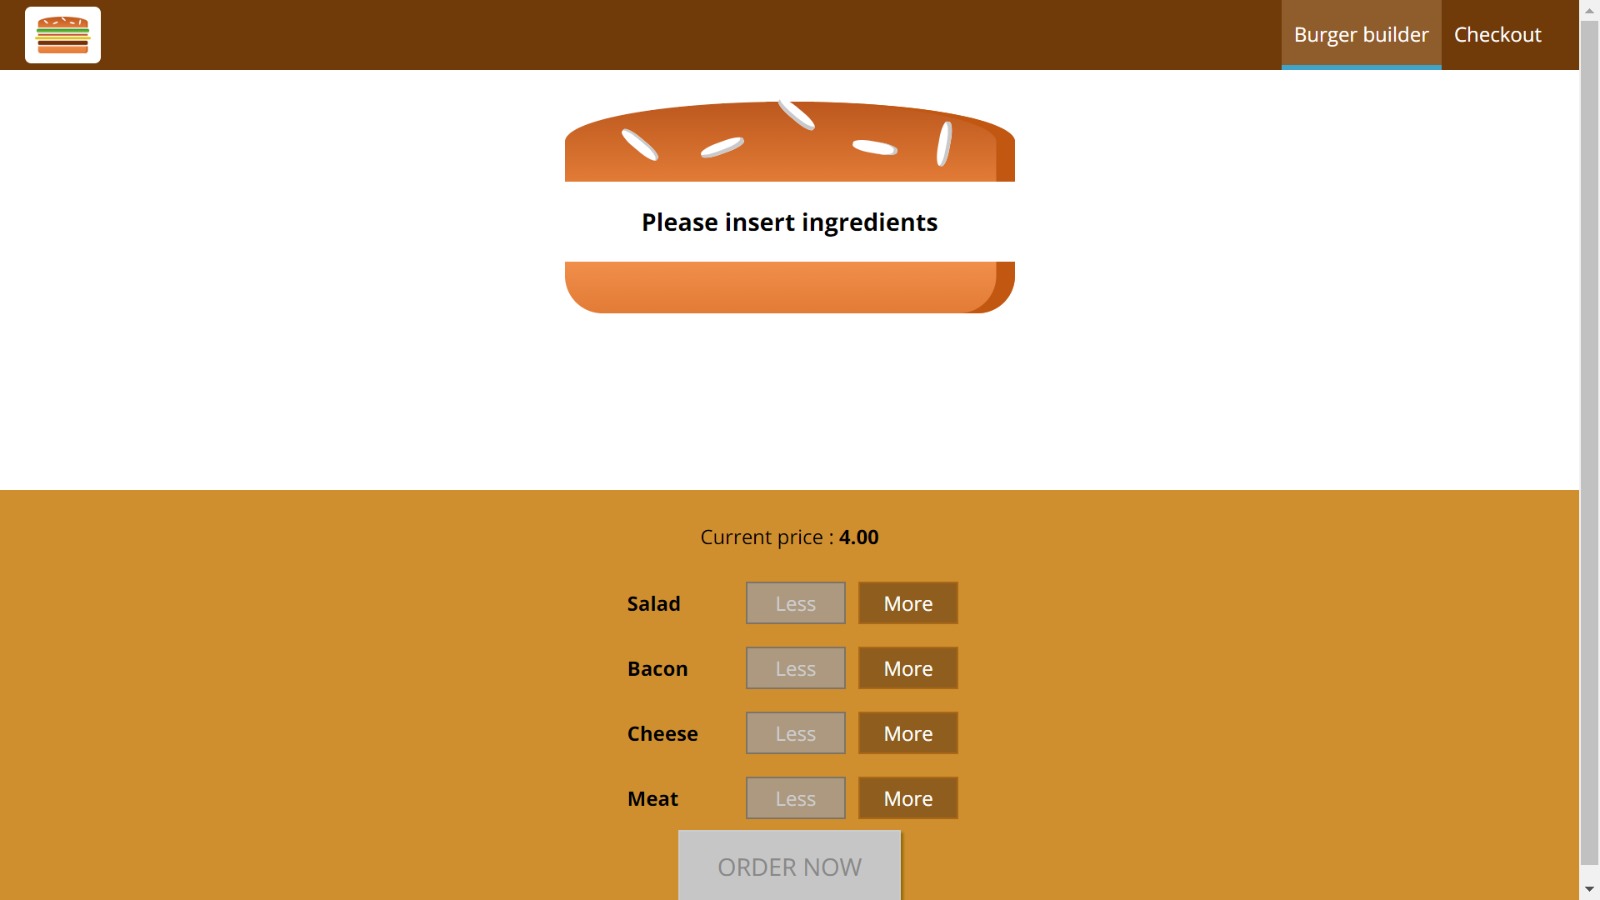 Burger builder Checkout
Please insert ingredients
Current price : 4.00
Salad Less More
Bacon Less More
Cheese Less More
Meat Less More
ORDER NOW